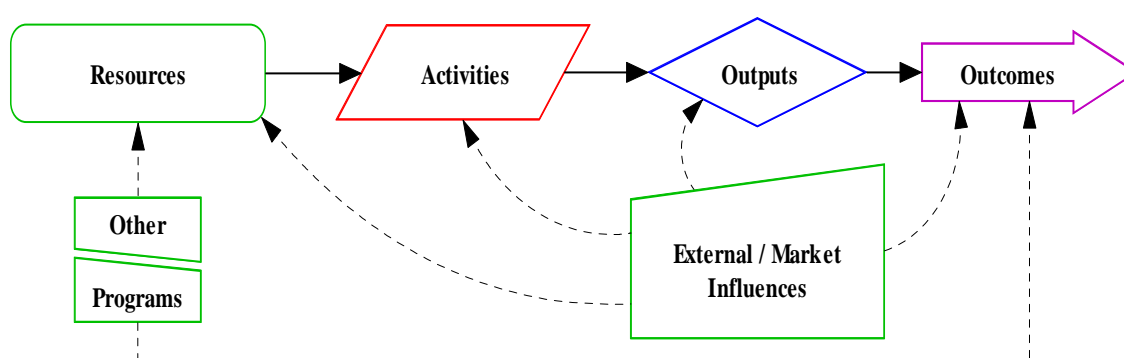 Resources
Activities
Outputs
Outcomes
Other
Programs
External / Market
Influences